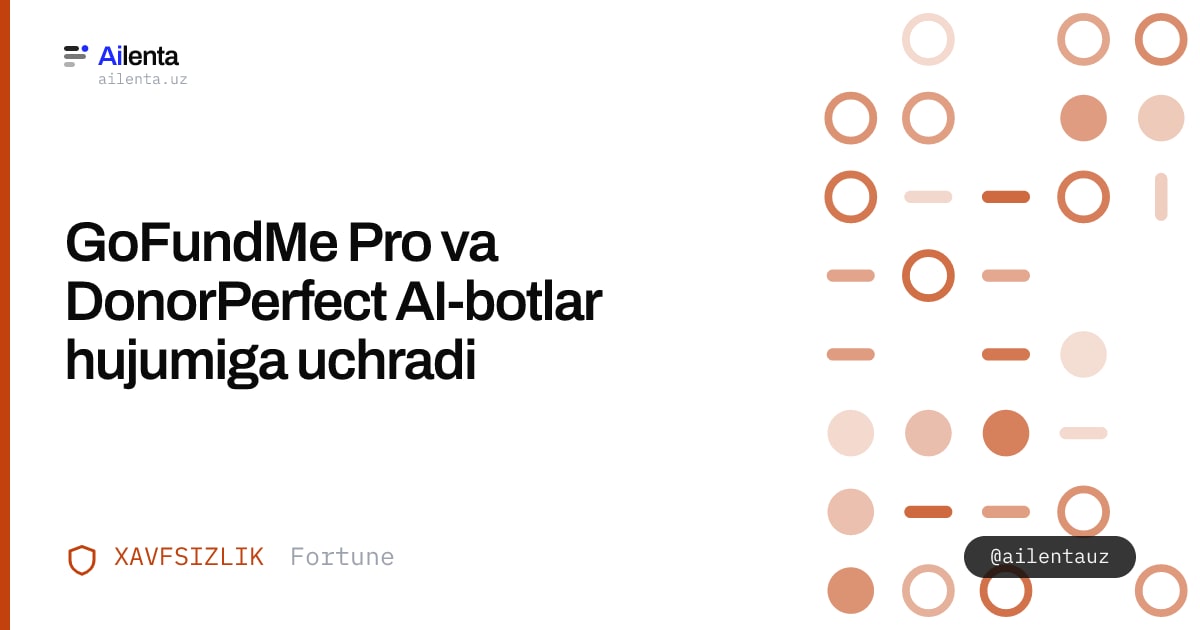 Ailenta
ailenta.uz
GoFundMe Pro va
DonorPerfect AI-botlar
hujumiga uchradi
XAVFSIZLIK Fortune
@ailentauz